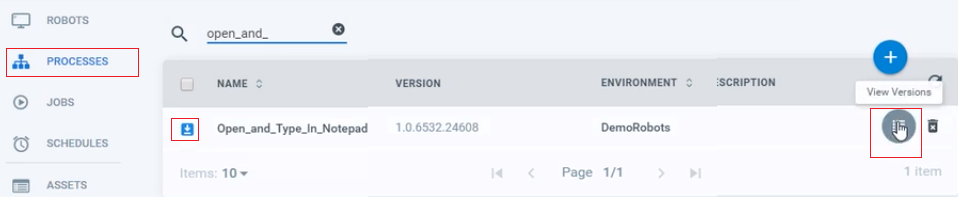 ROBOTS
PROCESSES
JOBS
SCHEDULES
ASSETS
open_and_
NAME VERSION ENVIRONMENT ESCRIPTION
View Versions
Open_and_Type_In_Notepad 1.0.6532.24608 DemoRobots
Items: 10 Page 1/1 1 item